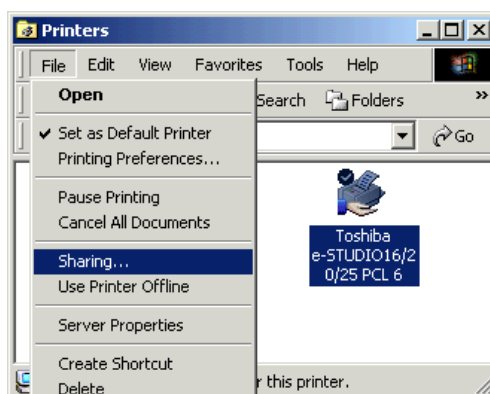 Printers
File Edit View Favorites Tools Help
Open
Search Folders »
✔ Set as Default Printer
Go
Printing Preferences...
Pause Printing
Cancel All Documents
Toshiba
e-STUDIO16/2
0/25 PCL 6
Sharing...
Use Printer Offline
Server Properties
Create Shortcut
Delete
r this printer.